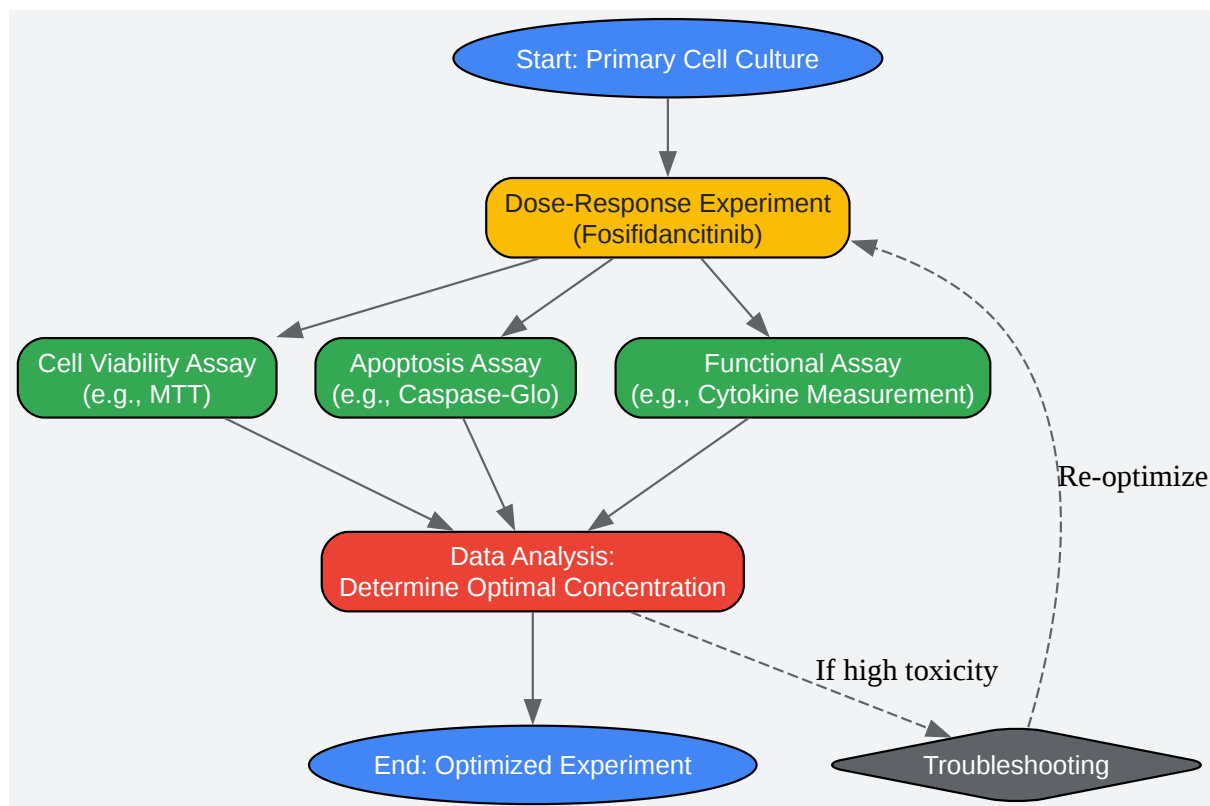 Start: Primary Cell Culture
Dose-Response Experiment
(Fosifidancitinib)
Cell Viability Assay
(e.g., MTT)
Apoptosis Assay
(e.g., Caspase-Glo)
Functional Assay
(e.g., Cytokine Measurement)
Re-optimize
Data Analysis:
Determine Optimal Concentration
If high toxicity
End: Optimized Experiment
Troubleshooting